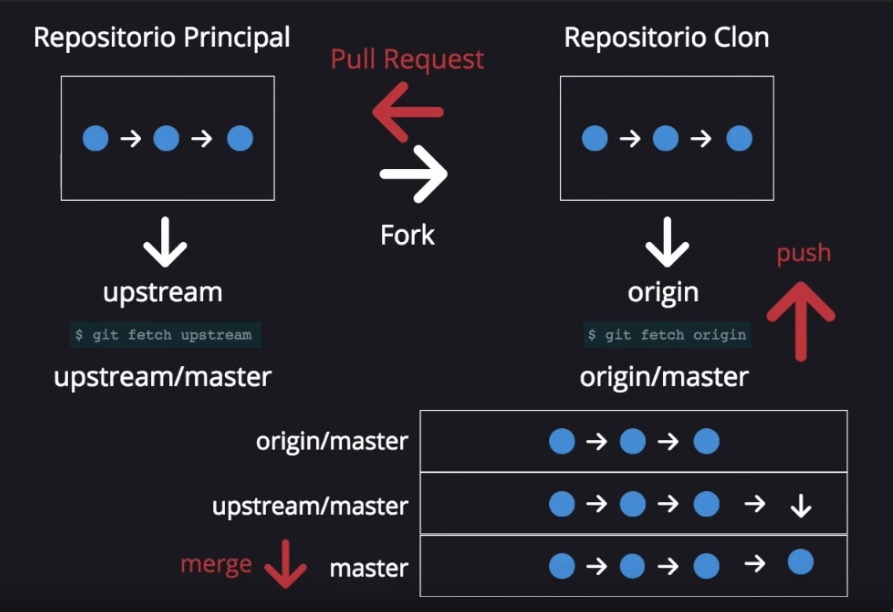 Repositorio Principal
Repositorio Clon
Pull Request
Fork
push
upstream
origin
$ git fetch upstream
$ git fetch origin
upstream/master
origin/master
origin/master
upstream/master
merge
master